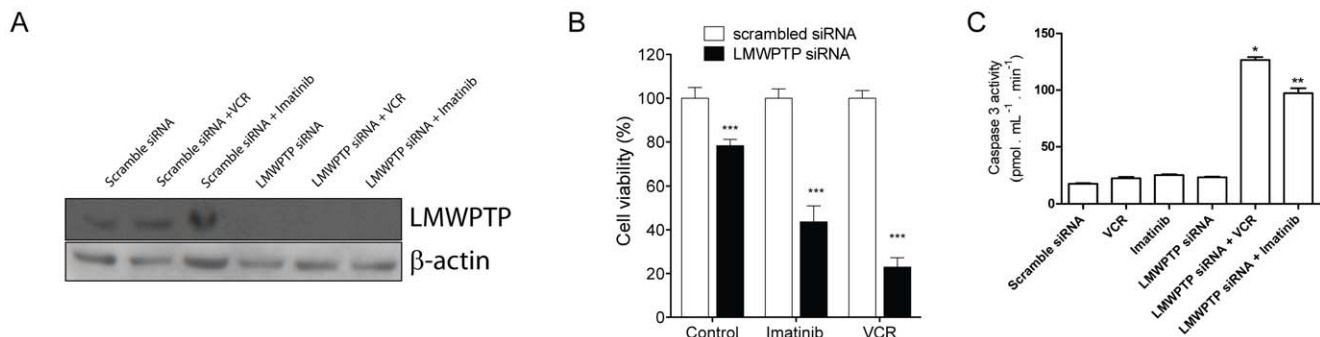 A
Scramble siRNA
Scramble siRNA +VCR
Scramble siRNA + Imatinib
LMWPTP siRNA
LMWPTP siRNA + VCR
LMWPTP siRNA + Imatinib
LMWPTP
β-actin
B
scrambled siRNA
LMWPTP siRNA
Cell viability (%)
120
100
80
60
40
20
0
***
***
***
Control
Imatinib
VCR
C
Caspase 3 activity
(pmol . mL⁻¹ . min⁻¹)
150
100
50
0
*
**
Scramble siRNA
VCR
Imatinib
LMWPTP siRNA
LMWPTP siRNA + VCR
LMWPTP siRNA + Imatinib